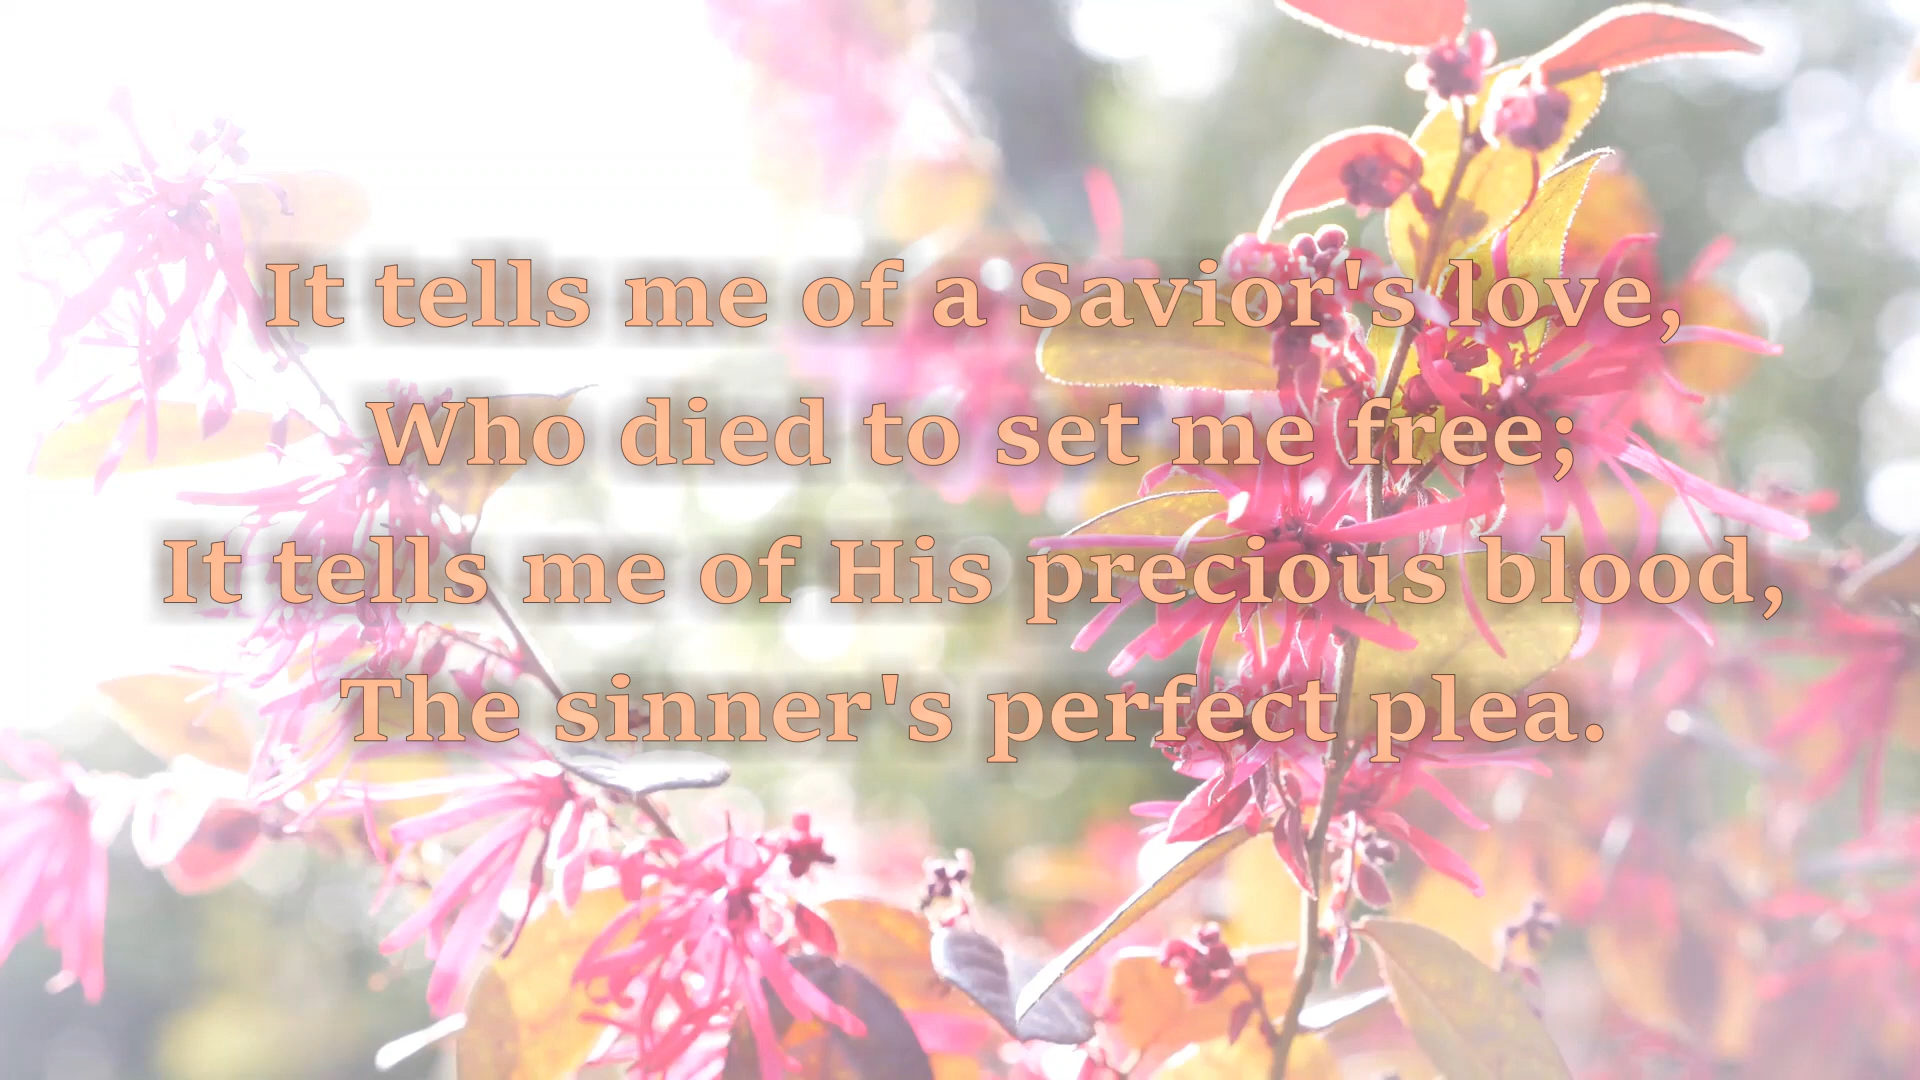 It tells me of a Savior's love,
Who died to set me free;
It tells me of His precious blood,
The sinner's perfect plea.